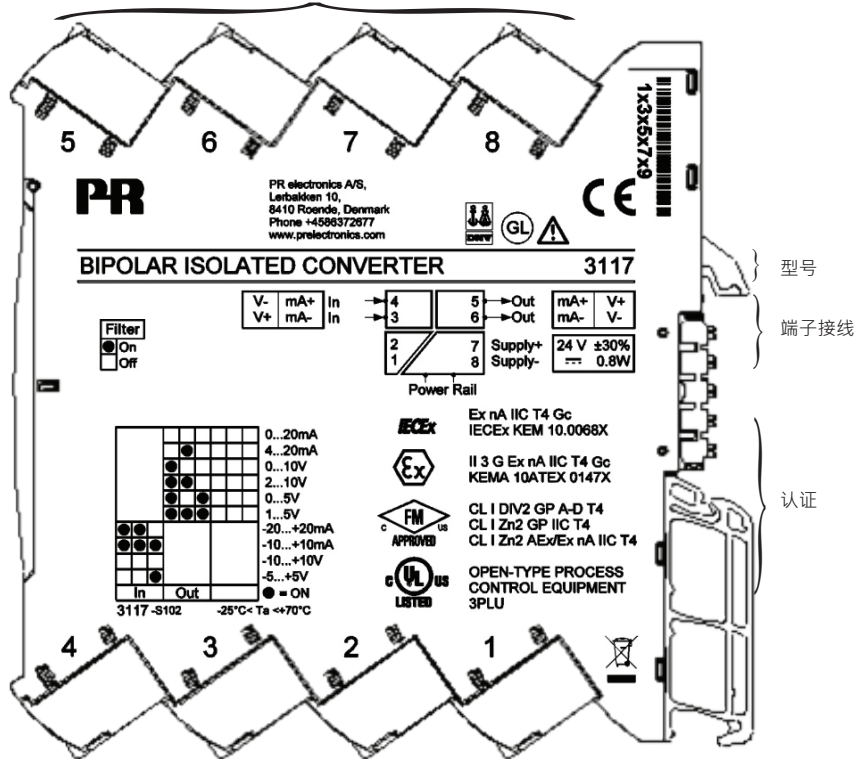 5 6 7 8
1x3x5x7x9
PR
PR electronics A/S,
Lerbakken 10,
8410 Roende, Denmark
Phone +4586372677
www.prelectronics.com
DNV
GL
CE
BIPOLAR ISOLATED CONVERTER 3117
型号
V- mA+ In 4 5 Out mA+ V+
V+ mA- In 3 6 Out mA- V-
端子接线
Filter
On
Off
2 7 Supply+ 24 V ±30%
1 8 Supply- 0.8W
Power Rail
0...20mA
4...20mA
0...10V
2...10V
0...5V
1...5V
-20...+20mA
-10...+10mA
-10...+10V
-5...+5V
In Out = ON
3117 -S102 -25°C< Ta <+70°C
IECEx
Ex nA IIC T4 Gc
IECEx KEM 10.0068X
Ex
II 3 G Ex nA IIC T4 Gc
KEMA 10ATEX 0147X
C FM US
APPROVED
CL I DIV2 GP A-D T4
CL I Zn2 GP IIC T4
CL I Zn2 AEx/Ex nA IIC T4
认证
c UL us
LISTED
OPEN-TYPE PROCESS
CONTROL EQUIPMENT
3PLU
4 3 2 1